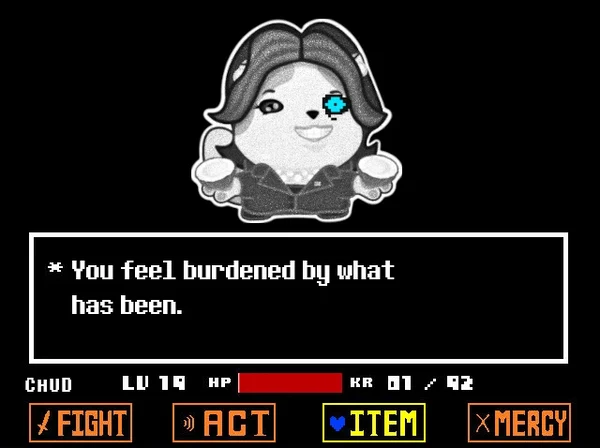 * You feel burdened by what
has been.
CHUD LV 19 HP KR 01 / 92
FIGHT ACT ITEM MERCY